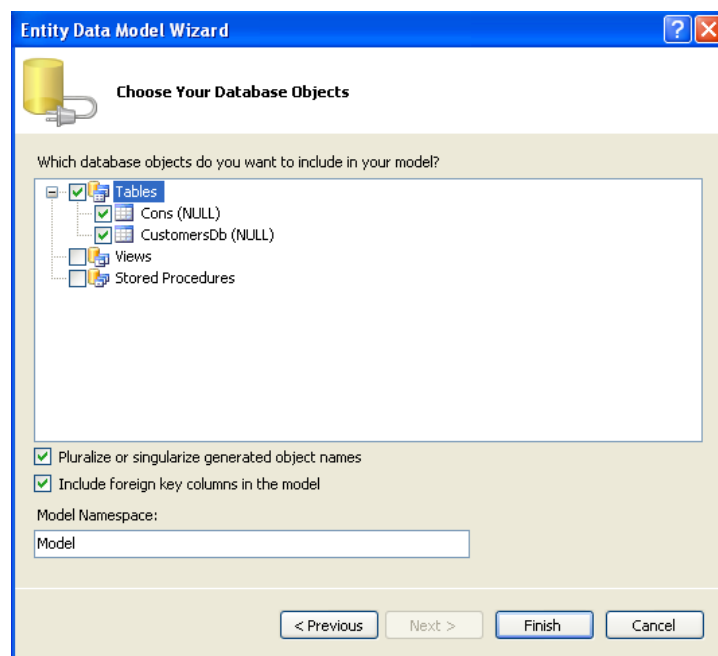 Entity Data Model Wizard
Choose Your Database Objects
Which database objects do you want to include in your model?
Tables
Cons (NULL)
CustomersDb (NULL)
Views
Stored Procedures
Pluralize or singularize generated object names
Include foreign key columns in the model
Model Namespace:
Model
< Previous Next > Finish Cancel